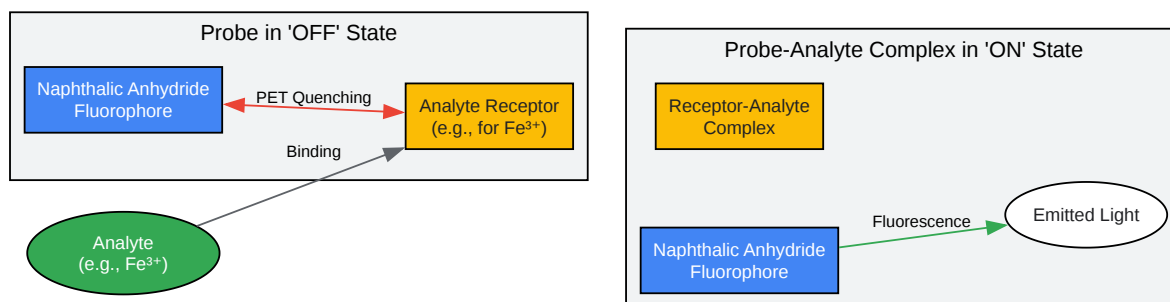 Probe in 'OFF' State
Naphthalic Anhydride
Fluorophore
PET Quenching
Analyte Receptor
(e.g., for Fe³⁺)
Binding
Analyte
(e.g., Fe³⁺)
Probe-Analyte Complex in 'ON' State
Receptor-Analyte
Complex
Naphthalic Anhydride
Fluorophore
Fluorescence
Emitted Light